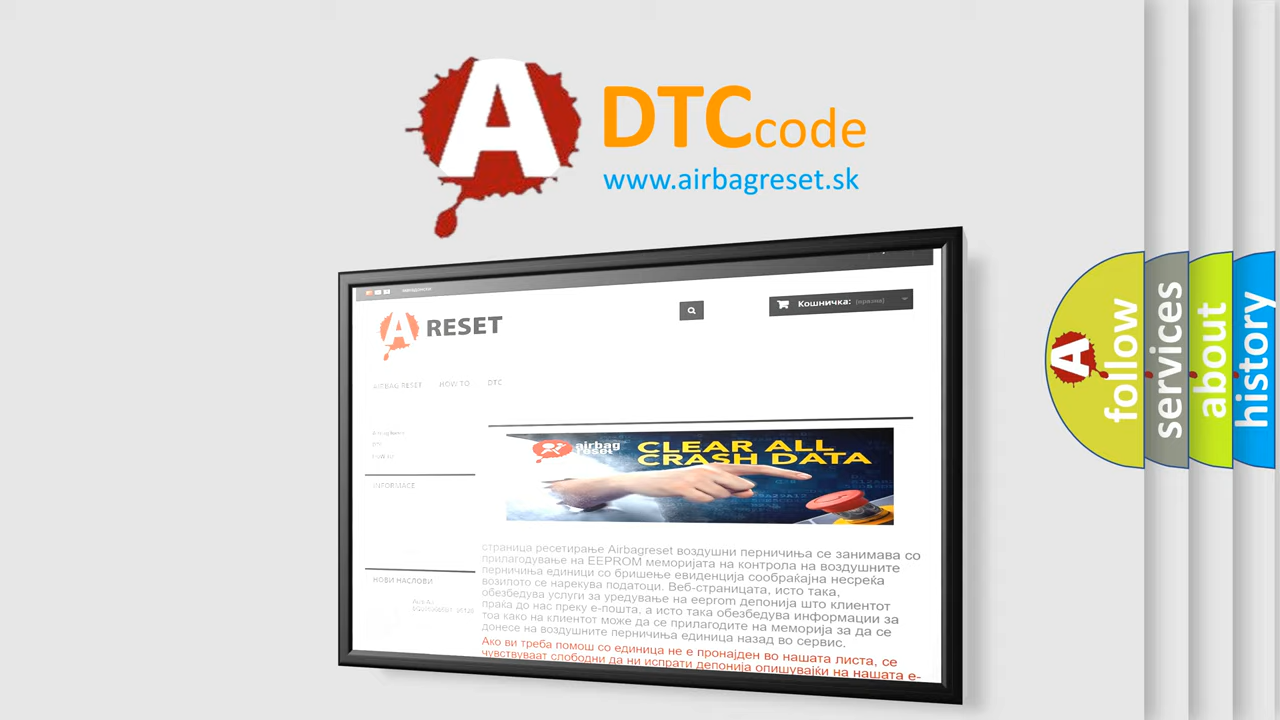 A
DTCcode
www.airbagreset.sk
A RESET
Кошничка: (празна)
AIRBAG RESET
HOW TO
DTC
INFORMACE
НОВИ НАСЛОВИ
airbag
reset
CLEAR ALL
CRASH DATA
страница ресетирање Airbagreset воздушни перничиња се занимава со
прилагодување на EEPROM меморијата на контрола на воздушните
перничиња единици со бришење евиденција сообраќајна несреќа
возилото се нарекува податоци. Веб-страницата, исто така,
обезбедува услуги за уредување на eeprom депонија што клиентот
праќа до нас преку е-пошта, а исто така обезбедува информации за
тоа како на клиентот може да се прилагодите на меморија за да се
донесе на воздушните перничиња единица назад во сервис.
Ако ви треба помош со единица не е пронајден во нашата листа, се
чувствуваат слободни да ни испрати депонија опишувајќи на нашата е-
A
follow
services
about
history